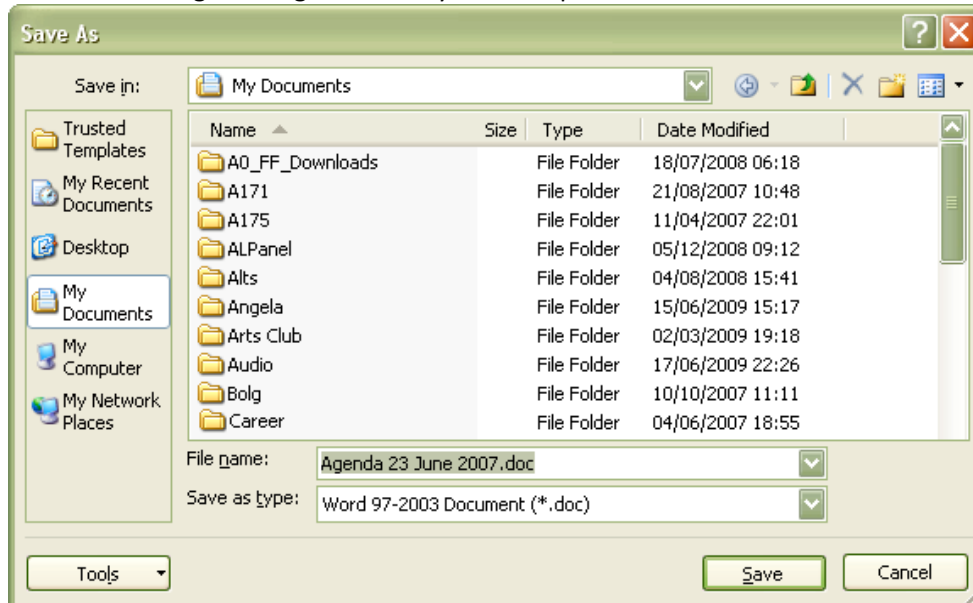 Save As
Save in:
My Documents
Trusted
Templates
My Recent
Documents
Desktop
My
Documents
My
Computer
My Network
Places
Name Size Type Date Modified
A0_FF_Downloads File Folder 18/07/2008 06:18
A171 File Folder 21/08/2007 10:48
A175 File Folder 11/04/2007 22:01
ALPanel File Folder 05/12/2008 09:12
Alts File Folder 04/08/2008 15:41
Angela File Folder 15/06/2009 15:17
Arts Club File Folder 02/03/2009 19:18
Audio File Folder 17/06/2009 22:26
Bolg File Folder 10/10/2007 11:11
Career File Folder 04/06/2007 18:55
File name: Agenda 23 June 2007.doc
Save as type: Word 97-2003 Document (*.doc)
Tools Save Cancel